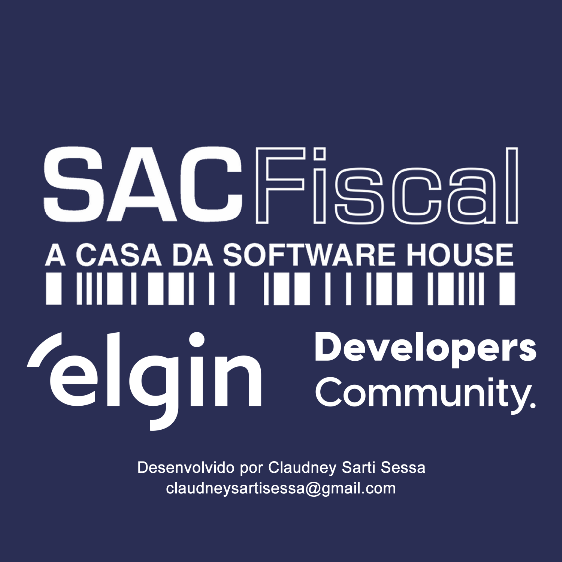 SACFiscal
A CASA DA SOFTWARE HOUSE
elgin
Developers
Community.
Desenvolvido por Claudney Sarti Sessa
claudneysartisessa@gmail.com